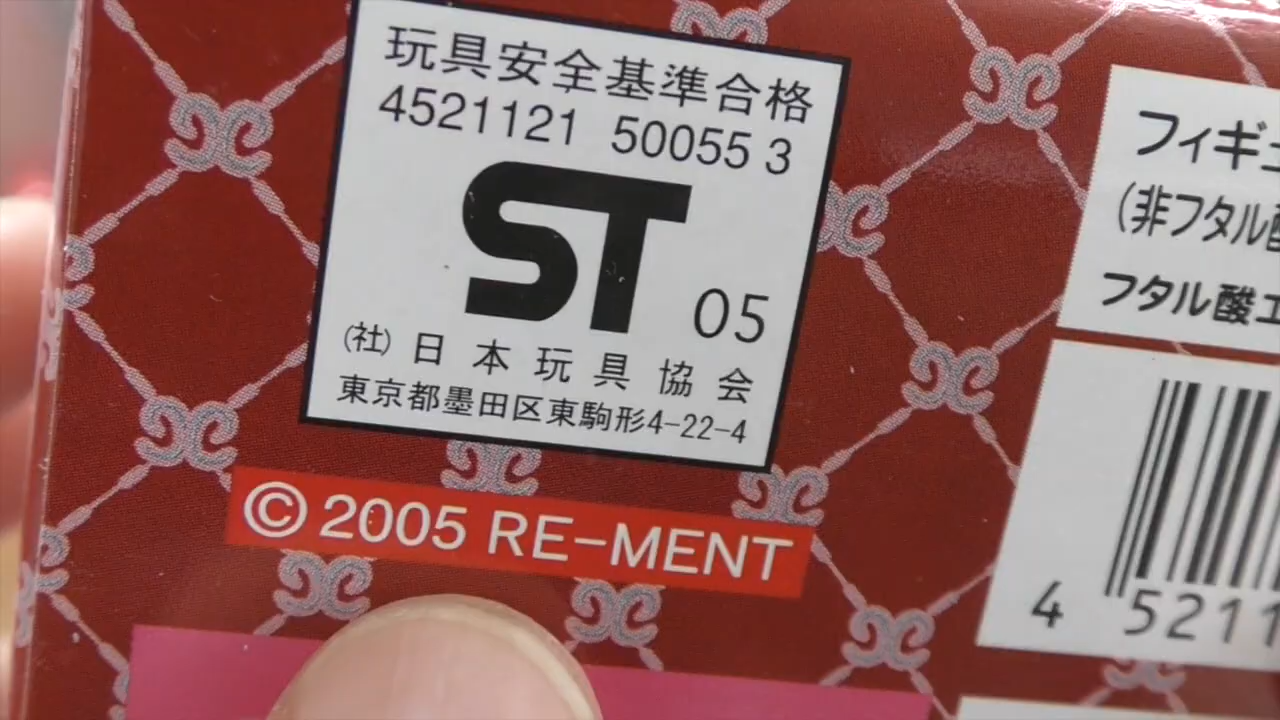 玩具安全基準合格
4521121 50055 3
ST 05
(社) 日本玩具協会
東京都墨田区東駒形4-22-4
© 2005 RE-MENT
フィギ
(非フタル
フタル酸エ
4 5211